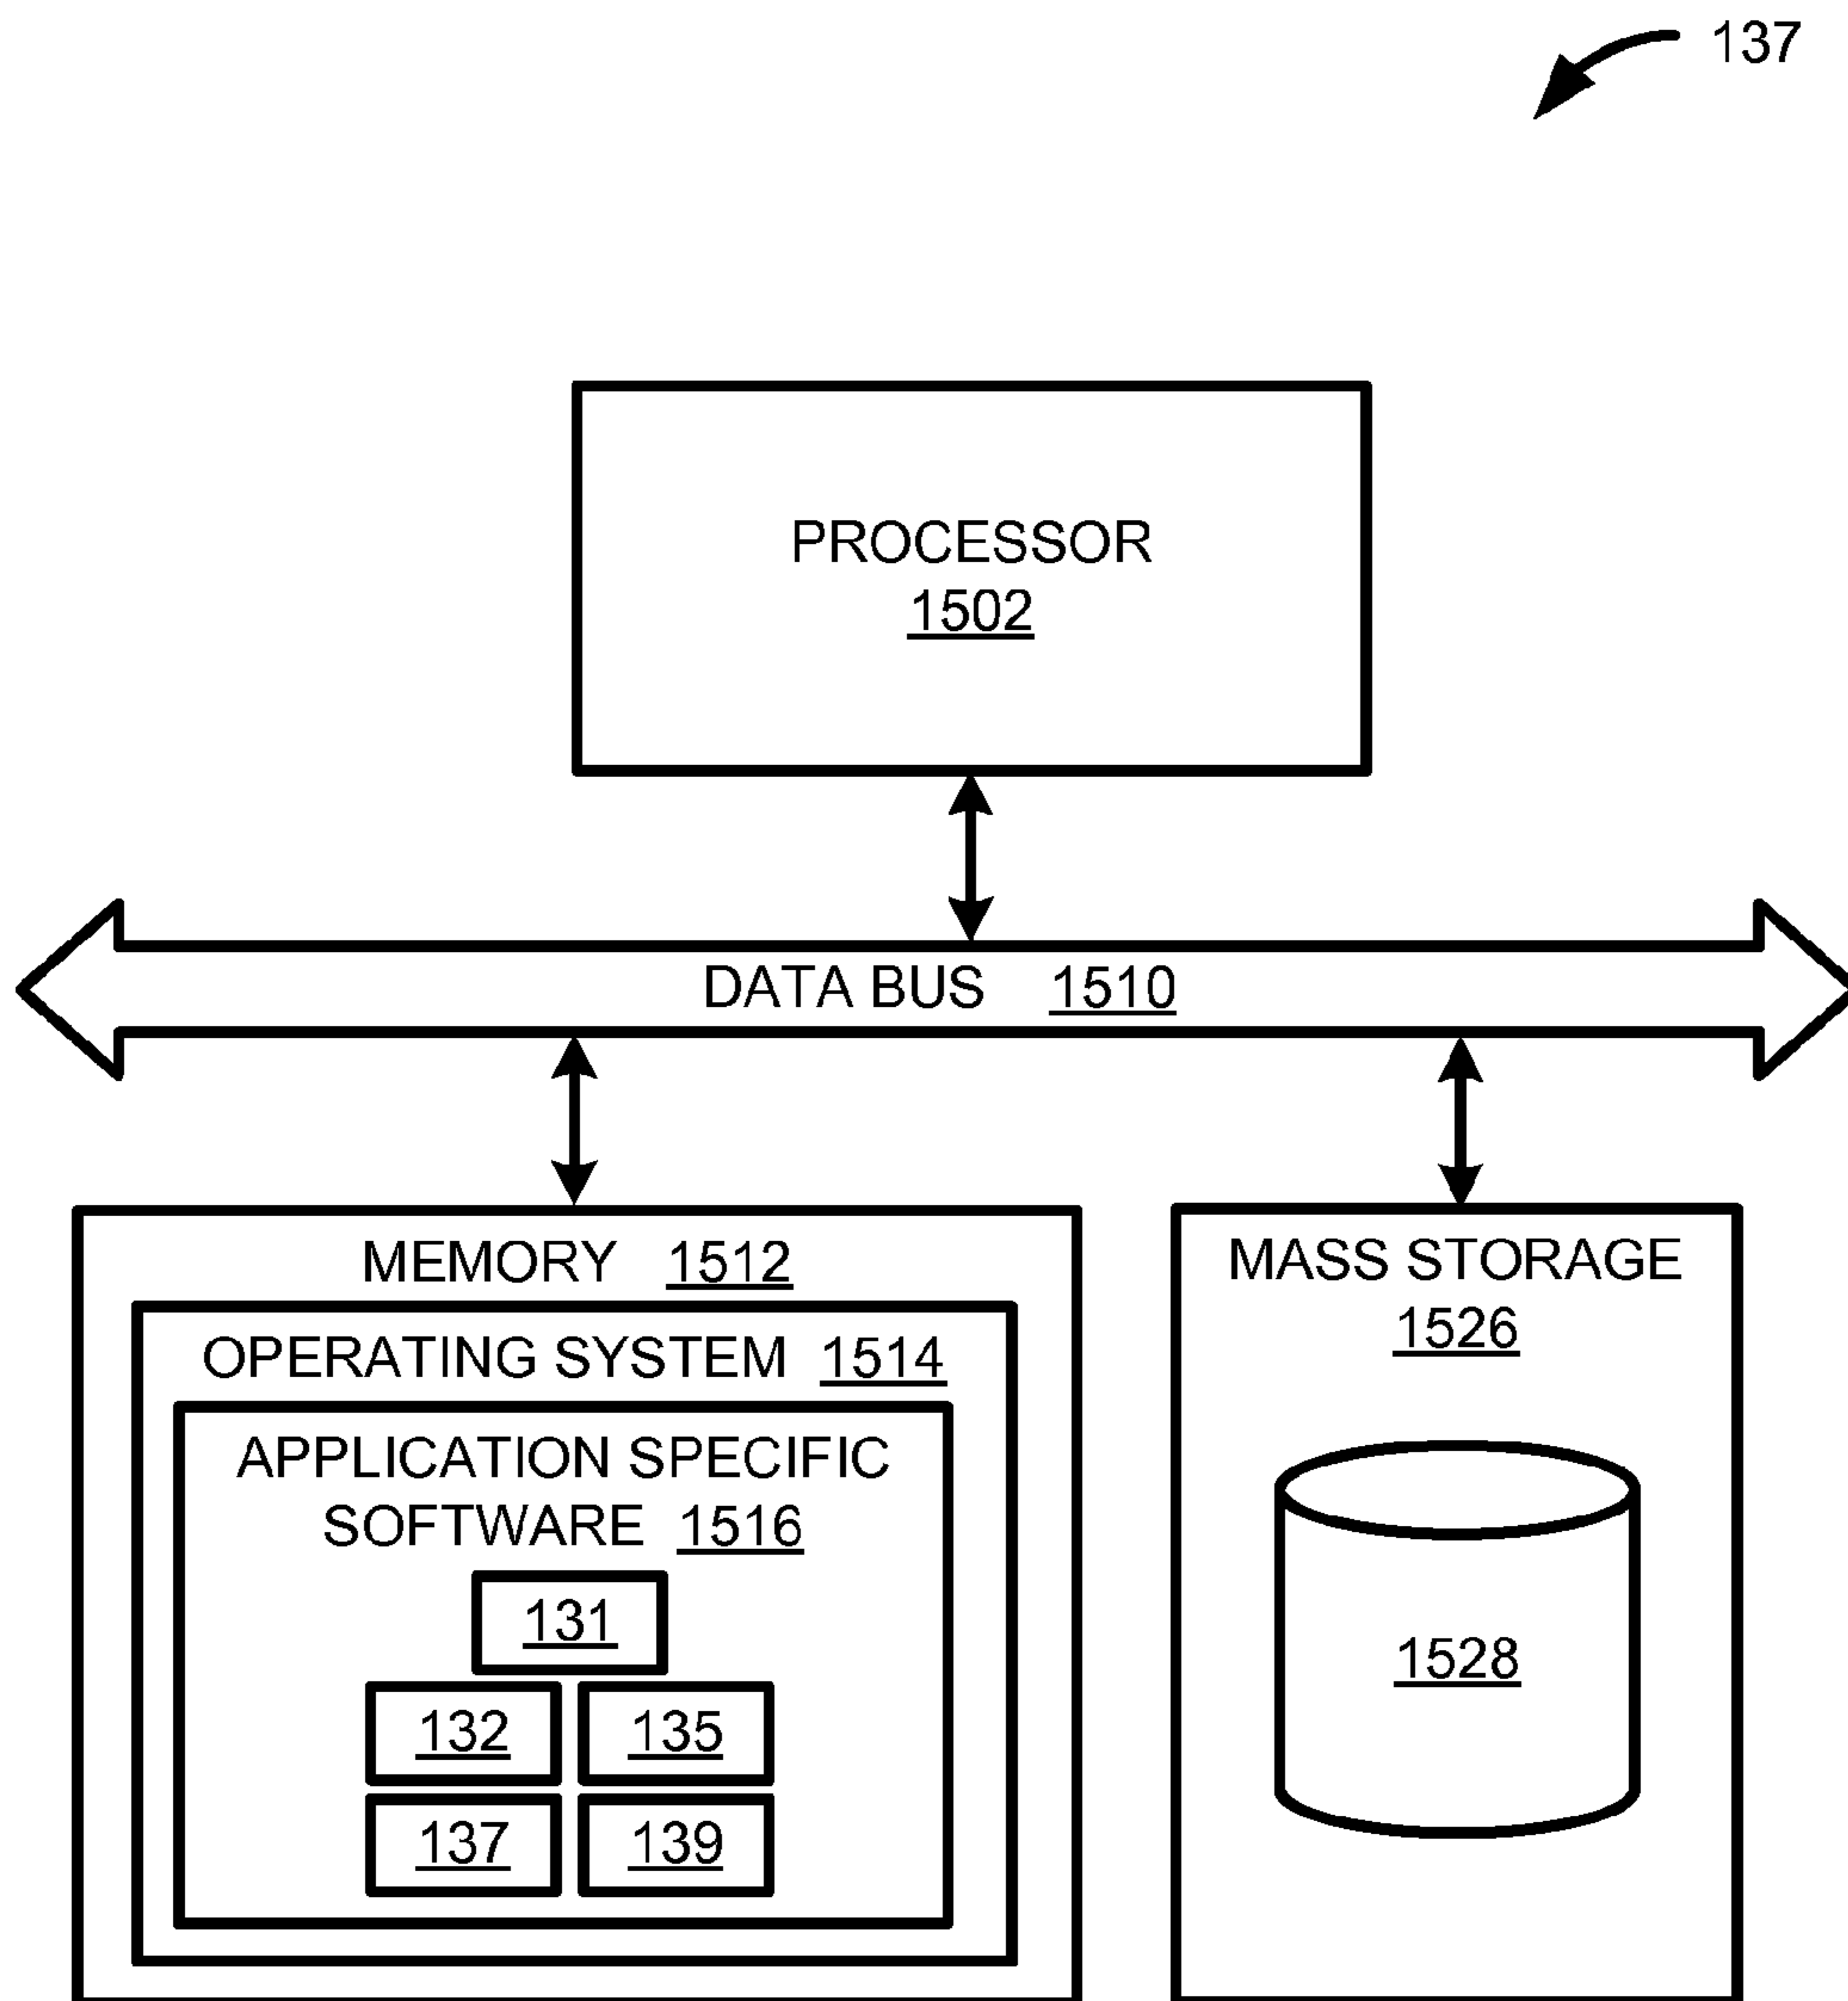 137
PROCESSOR
1502
DATA BUS 1510
MEMORY 1512
OPERATING SYSTEM 1514
APPLICATION SPECIFIC
SOFTWARE 1516
131
132 135
137 139
MASS STORAGE
1526
1528